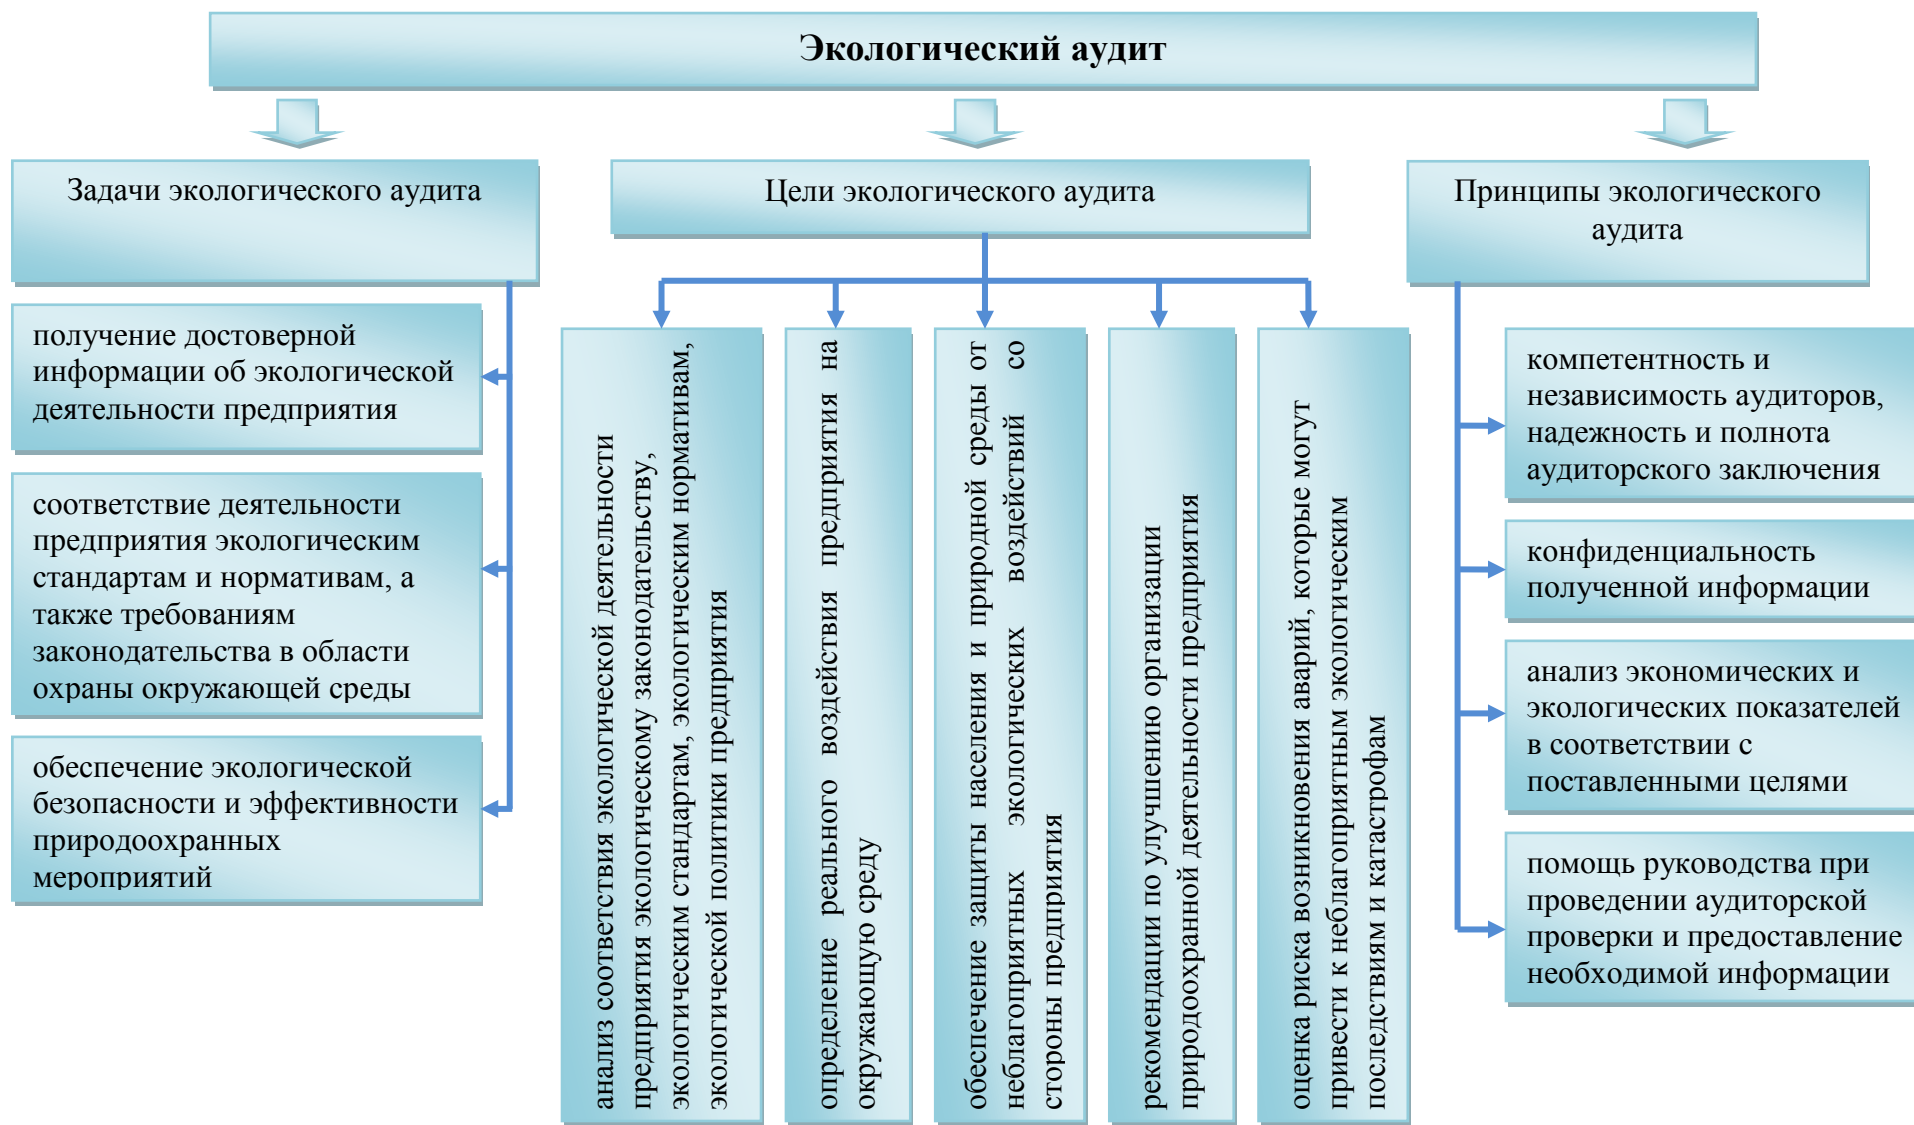 Экологический аудит
Задачи экологического аудита
получение достоверной
информации об экологической
деятельности предприятия
соответствие деятельности
предприятия экологическим
стандартам и нормативам, а
также требованиям
законодательства в области
охраны окружающей среды
обеспечение экологической
безопасности и эффективности
природоохранных
мероприятий
Цели экологического аудита
анализ соответствия экологической деятельности
предприятия экологическому законодательству,
экологическим стандартам, экологическим нормативам,
экологической политики предприятия
определение реального воздействия предприятия на
окружающую среду
обеспечение защиты населения и природной среды от
неблагоприятных экологических воздействий со
стороны предприятия
рекомендации по улучшению организации
природоохранной деятельности предприятия
оценка риска возникновения аварий, которые могут
привести к неблагоприятным экологическим
последствиям и катастрофам
Принципы экологического
аудита
компетентность и
независимость аудиторов,
надежность и полнота
аудиторского заключения
конфиденциальность
полученной информации
анализ экономических и
экологических показателей
в соответствии с
поставленными целями
помощь руководства при
проведении аудиторской
проверки и предоставление
необходимой информации